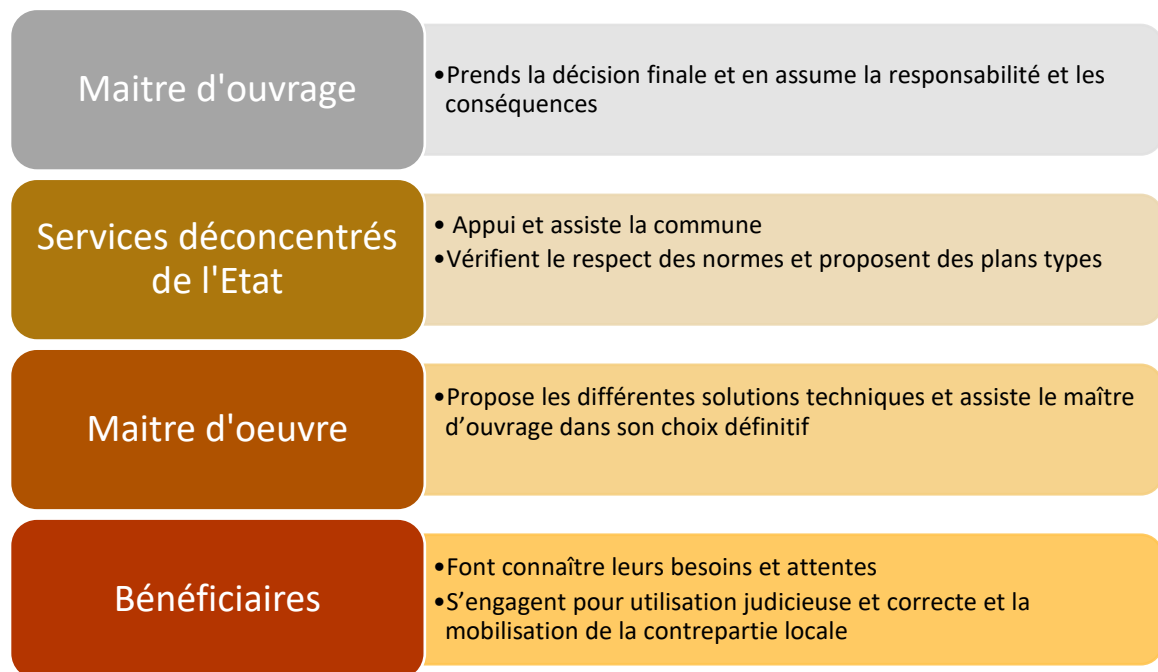 Maitre d'ouvrage
•Prends la décision finale et en assume la responsabilité et les
conséquences
Services déconcentrés
de l'Etat
• Appui et assiste la commune
•Vérifient le respect des normes et proposent des plans types
Maitre d'oeuvre
•Propose les différentes solutions techniques et assiste le maître
d’ouvrage dans son choix définitif
Bénéficiaires
•Font connaître leurs besoins et attentes
•S’engagent pour utilisation judicieuse et correcte et la
mobilisation de la contrepartie locale